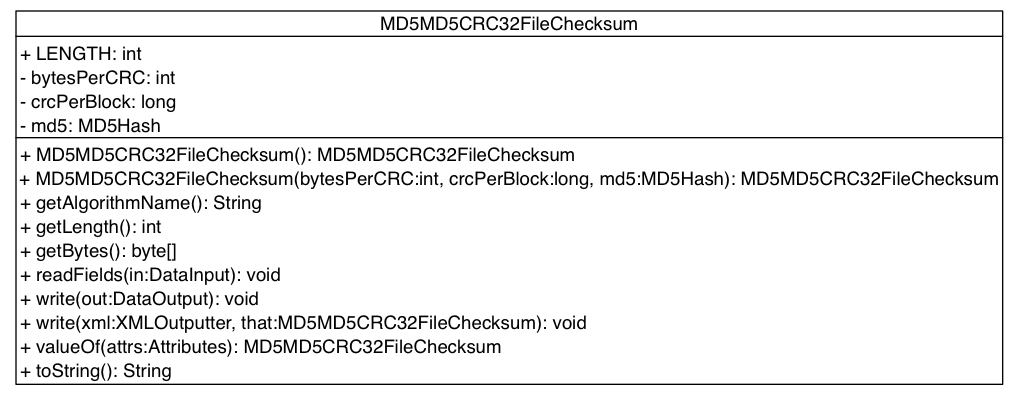 MD5MD5CRC32FileChecksum
+ LENGTH: int
- bytesPerCRC: int
- crcPerBlock: long
- md5: MD5Hash
+ MD5MD5CRC32FileChecksum(): MD5MD5CRC32FileChecksum
+ MD5MD5CRC32FileChecksum(bytesPerCRC:int, crcPerBlock:long, md5:MD5Hash): MD5MD5CRC32FileChecksum
+ getAlgorithmName(): String
+ getLength(): int
+ getBytes(): byte[]
+ readFields(in:DataInput): void
+ write(out:DataOutput): void
+ write(xml:XMLOutputter, that:MD5MD5CRC32FileChecksum): void
+ valueOf(attrs:Attributes): MD5MD5CRC32FileChecksum
+ toString(): String